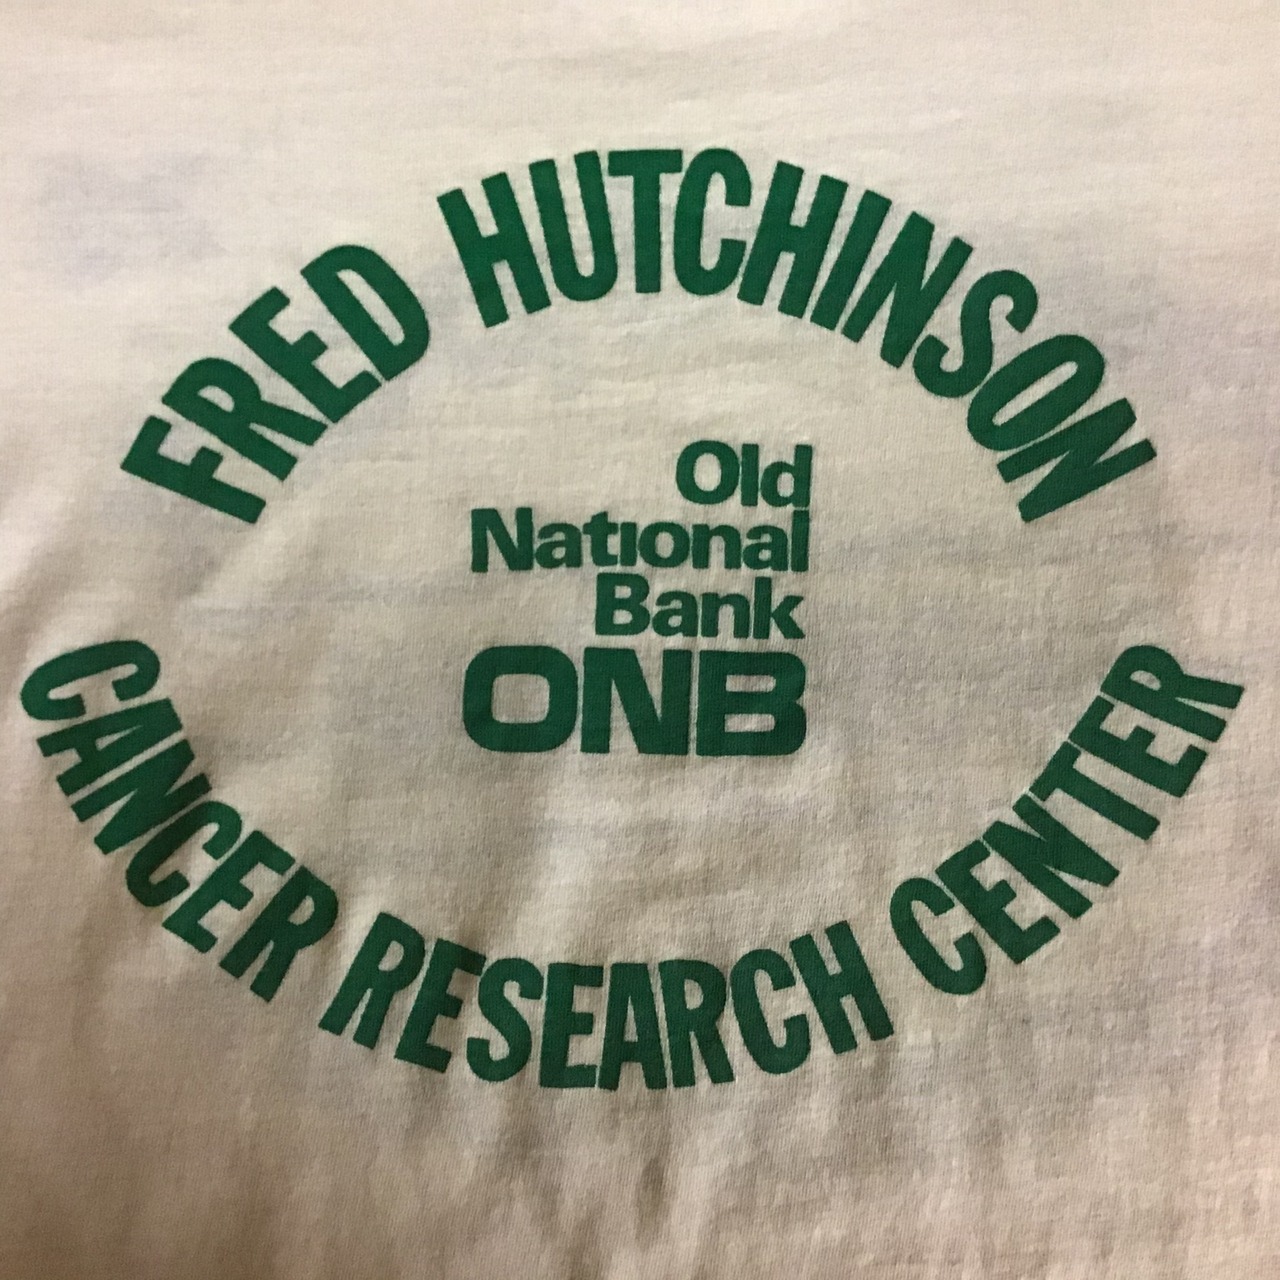 FRED HUTCHINSON
Old
National
Bank
ONB
CANCER RESEARCH CENTER